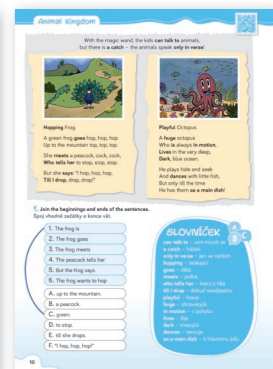 Animal Kingdom
With the magic wand, the kids can talk to animals,
but there is a catch – the animals speak only in verse!
Hopping Frog
A green frog goes hop, hop, hop
Up to the mountain top, top, top.
She meets a peacock, cock, cock,
Who tells her to stop, stop, stop.
But she says: "I hop, hop, hop,
Till I drop, drop, drop!"
Playful Octopus
A huge octopus
Who is always in motion,
Lives in the very deep,
Dark, blue ocean.
He plays hide and seek
And dances with little fish,
But only till the time
He has them as a main dish!
1. Join the beginnings and ends of the sentences.
Spoj vhodně začátky a konce vět.
1. The frog is
2. The frog goes
3. The frog meets
4. The peacock tells her
5. But the frog says
6. The frog wants to hop
A. up to the mountain.
B. a peacock.
C. green.
D. to stop.
E. till she drops.
F. "I hop, hop, hop!"
SLOVNÍČEK
A
B
C
can talk to – umí mluvit se
a catch – háček
only in verse – jen ve verších
hopping – skákající
goes –
meets – potká
who tells her –
till I drop –
playful – hravá
huge –
in motion – v pohybu
lives – žije
dark –
dances – tancuje
as a main dish – k hlavnímu jídlu
10